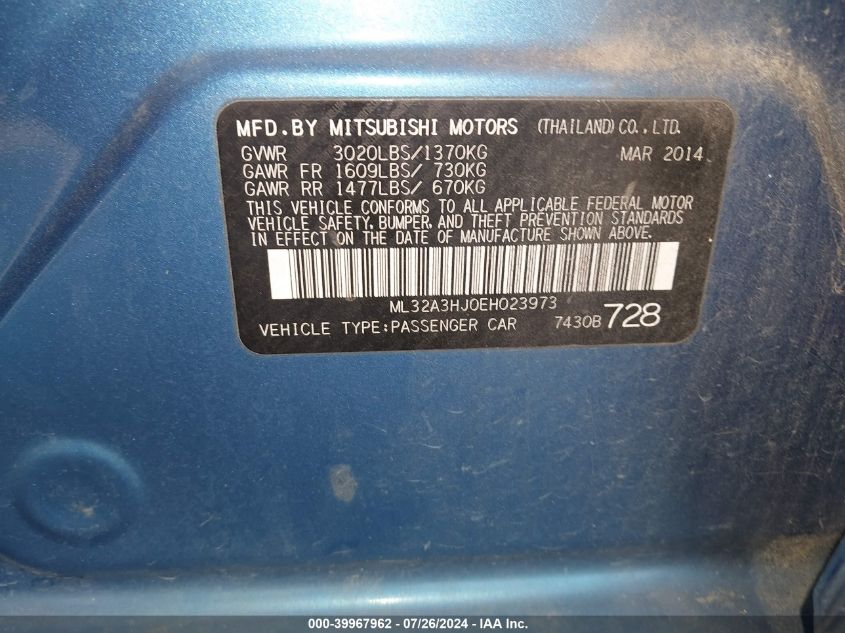 MFD.BY MITSUBISHI MOTORS (THAILAND) CO.,LTD.
GVWR 3020LBS/1370KG MAR 2014
GAWR FR 1609LBS/ 730KG
GAWR RR 1477LBS/ 670KG
THIS VEHICLE CONFORMS TO ALL APPLICABLE FEDERAL MOTOR
VEHICLE SAFETY, BUMPER, AND THEFT PREVENTION STANDARDS
IN EFFECT ON THE DATE OF MANUFACTURE SHOWN ABOVE.
ML32A3HJ0EH023973
VEHICLE TYPE:PASSENGER CAR 7430B 728
000-39967962 / 07/26/2024 - IAA Inc.